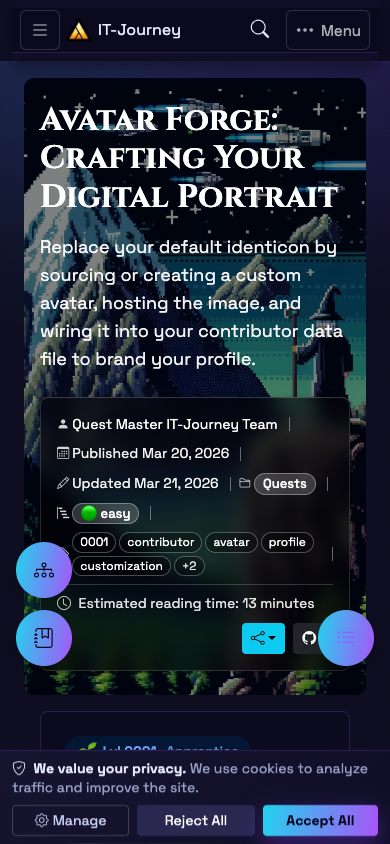 IT-Journey
Menu
Avatar Forge:
Crafting Your
Digital Portrait
Replace your default identicon by
sourcing or creating a custom
avatar, hosting the image, and
wiring it into your contributor data
file to brand your profile.
Quest Master IT-Journey Team
Published Mar 20, 2026
Updated Mar 21, 2026 Quests
easy
0001 contributor avatar profile
customization +2
Estimated reading time: 13 minutes
We value your privacy. We use cookies to analyze
traffic and improve the site.
Manage Reject All Accept All